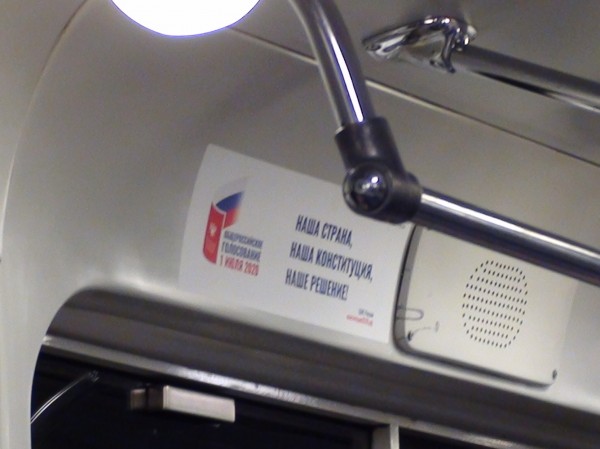 ОБЩЕРОССИЙСКОЕ
ГОЛОСОВАНИЕ
1 ИЮЛЯ 2020
НАША СТРАНА,
НАША КОНСТИТУЦИЯ,
НАШЕ РЕШЕНИЕ!